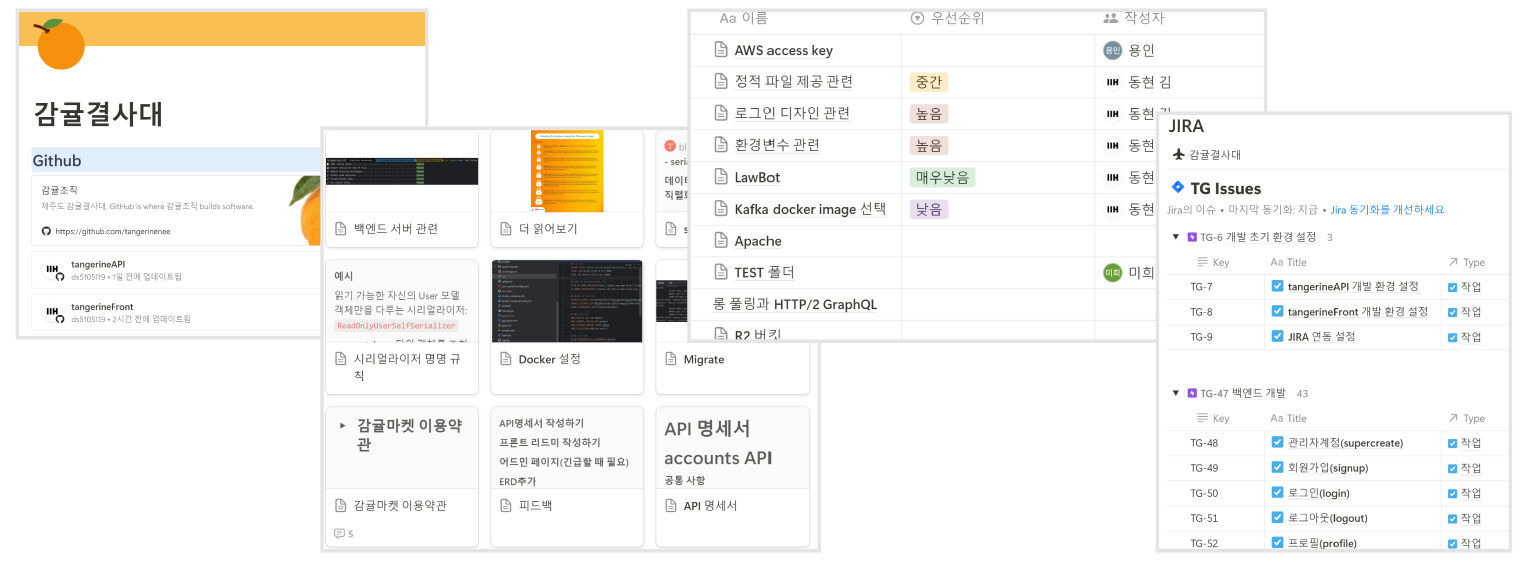 감귤결사대
Github
감귤조직
제주도 감귤결사대. GitHub is where 감귤조직 builds software.
https://github.com/tangerinenee
tangerineAPI
ds5105119 • 1일 전에 업데이트됨
tangerineFront
ds5105119 • 2시간 전에 업데이트됨
백엔드 서버 관련
더 읽어보기
- seria
데이터
직렬화
예시
읽기 가능한 자신의 User 모델
객체만을 다루는 시리얼라이저:
ReadOnlyUserSelfSerializer
시리얼라이저 명명 규
칙
Docker 설정
Migrate
감귤마켓 이용약
관
감귤마켓 이용약관
5
API명세서 작성하기
프론트 리드미 작성하기
어드민 페이지(긴급할 때 필요)
ERD추가
피드백
API 명세서
accounts API
공통 사항
API 명세서
Aa 이름 우선순위 작성자
AWS access key 용인 용인
정적 파일 제공 관련 중간 동현 김
로그인 디자인 관련 높음 동현 김
환경변수 관련 높음 동현
LawBot 매우낮음 동현
Kafka docker image 선택 낮음 동현
Apache
TEST 폴더 미희 미희
롱 풀링과 HTTP/2 GraphQL
R2 버킷
JIRA
감귤결사대
TG Issues
Jira의 이슈 • 마지막 동기화: 지금 • Jira 동기화를 개선하세요
TG-6 개발 초기 환경 설정 3
Key Aa Title Type
TG-7 tangerineAPI 개발 환경 설정 작업
TG-8 tangerineFront 개발 환경 설정 작업
TG-9 JIRA 연동 설정 작업
TG-47 백엔드 개발 43
Key Aa Title Type
TG-48 관리자계정(supercreate) 작업
TG-49 회원가입(signup) 작업
TG-50 로그인(login) 작업
TG-51 로그아웃(logout) 작업
TG-52 프로필(profile) 작업